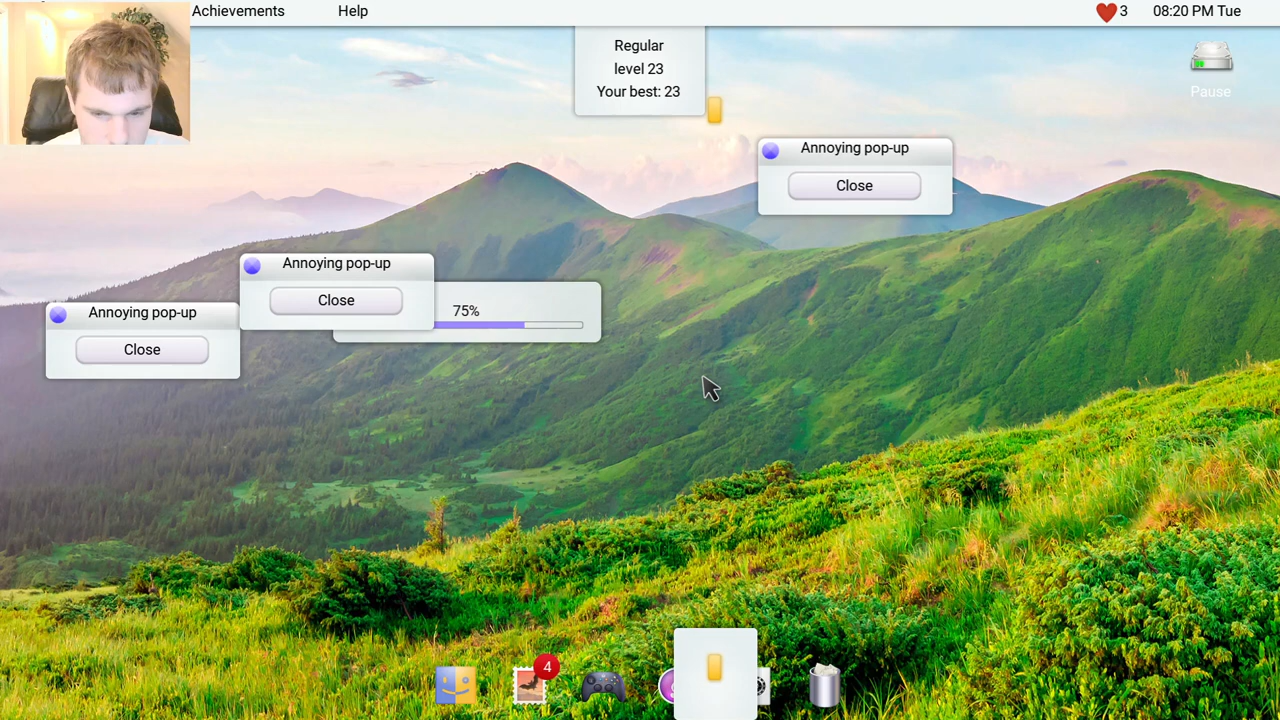 Achievements
Help
3
08:20 PM Tue
Regular
level 23
Your best: 23
Pause
Annoying pop-up
Close
Annoying pop-up
Close
75%
Annoying pop-up
Close
4